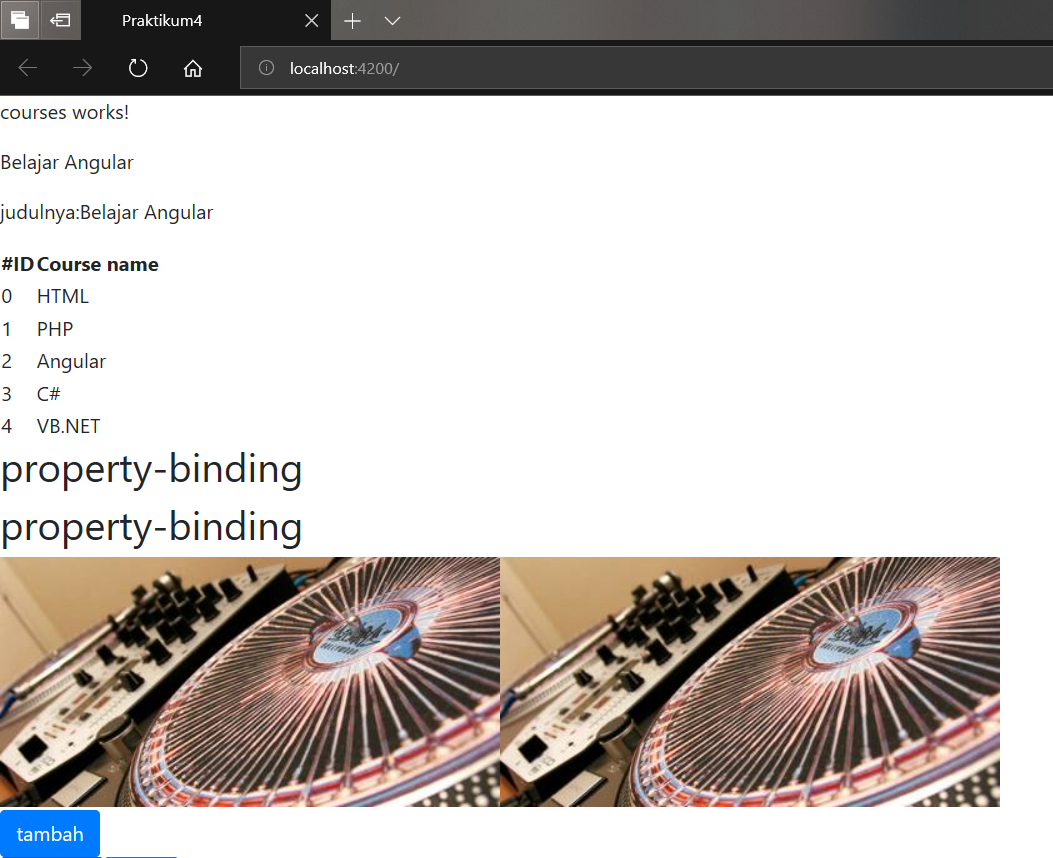 Praktikum4
localhost:4200/
courses works!
Belajar Angular
judulnya:Belajar Angular
#ID Course name
0 HTML
1 PHP
2 Angular
3 C#
4 VB.NET
property-binding
property-binding
tambah